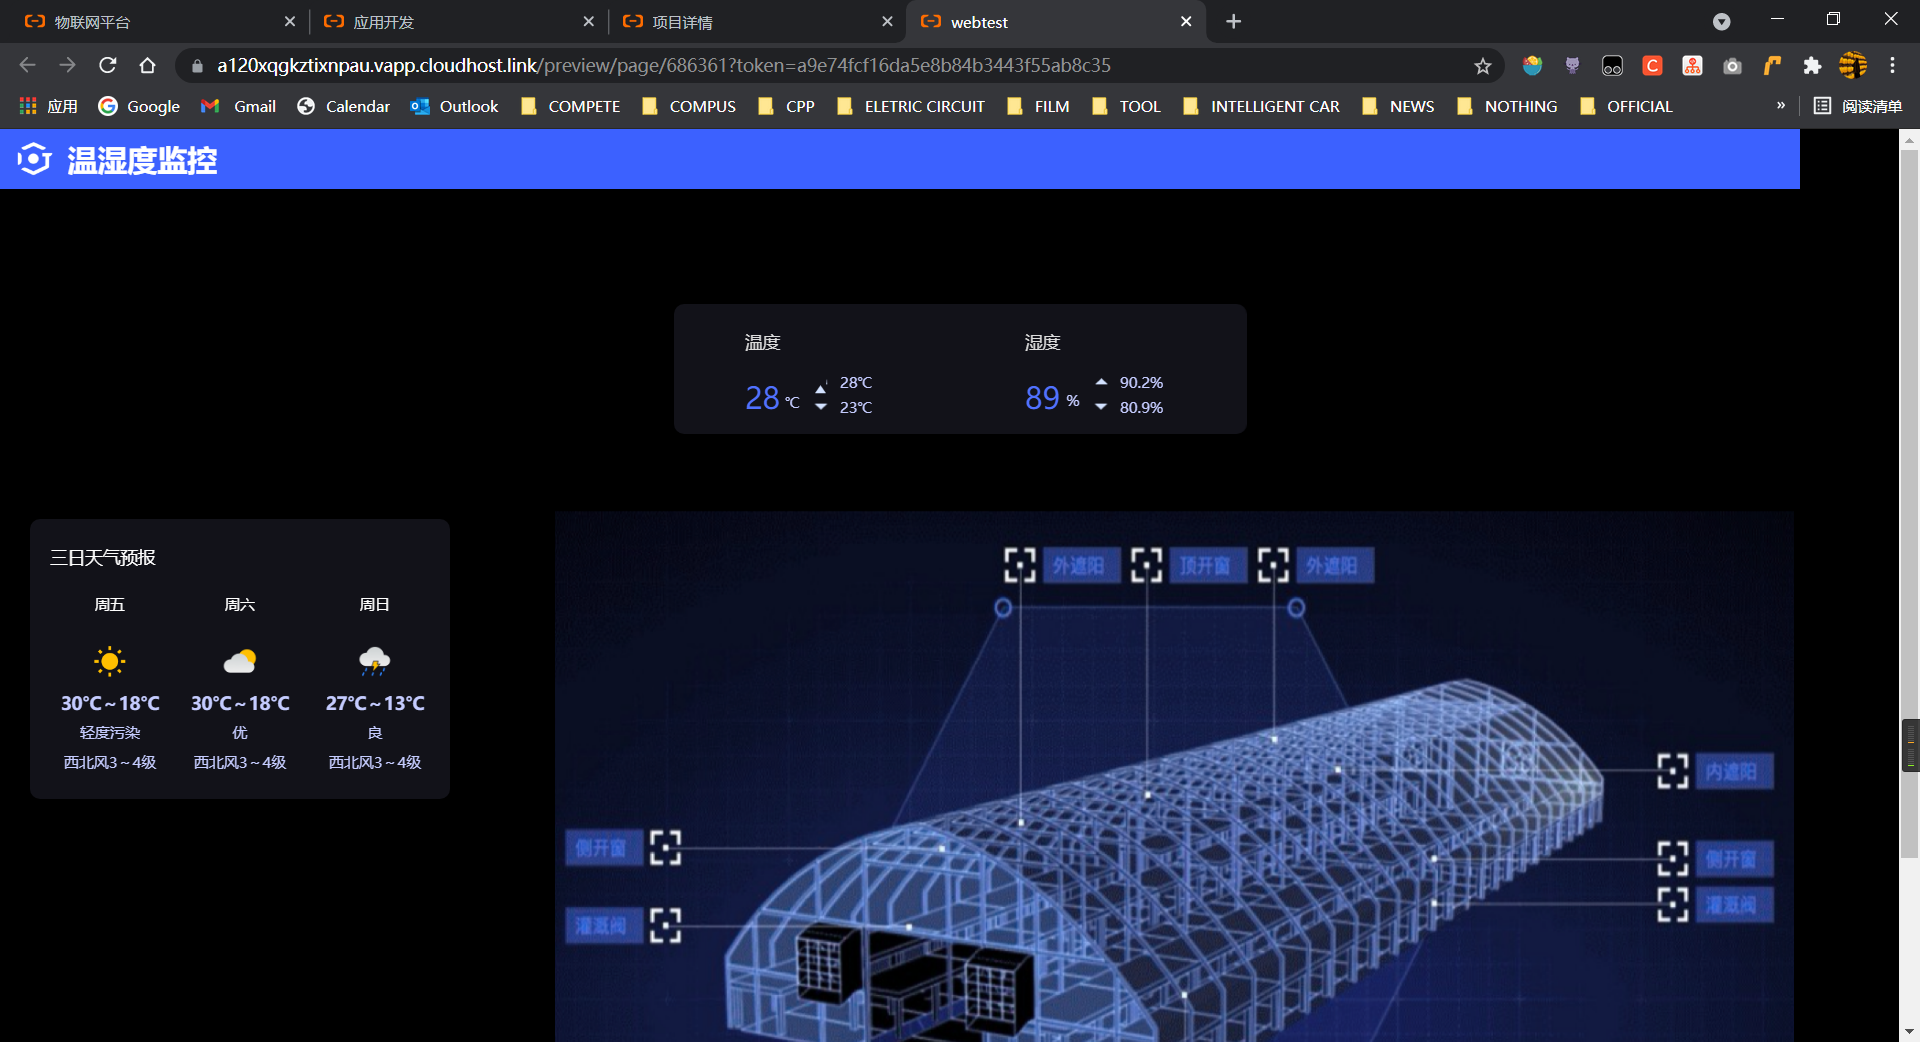 物联网平台
应用开发
项目详情
webtest
a120xqgkztixnpau.vapp.cloudhost.link/preview/page/686361?token=a9e74fcf16da5e8b84b3443f55ab8c35
应用 Google Gmail Calendar Outlook COMPETE COMPUS CPP ELETRIC CIRCUIT FILM TOOL INTELLIGENT CAR NEWS NOTHING OFFICIAL » 阅读清单
温湿度监控
温度
28 ℃
28℃
23℃
湿度
89 %
90.2%
80.9%
三日天气预报
周五 周六 周日
30℃~18℃ 30℃~18℃ 27℃~13℃
轻度污染 优 良
西北风3~4级 西北风3~4级 西北风3~4级
外遮阳 顶开窗 外遮阳
内遮阳
侧开窗
侧开窗
灌溉阀
灌溉阀